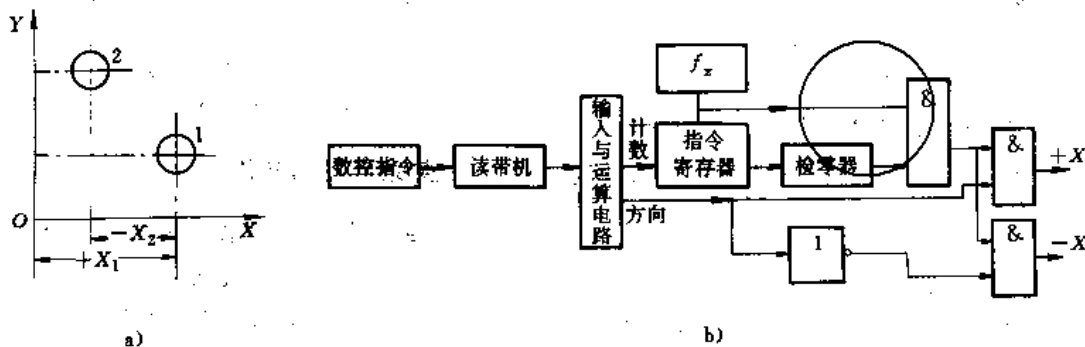 Y
2
1
O
X
-X₂
+X₁
a)
数控指令
读带机
输入与运算电路
计数
方向
f_x
指令
寄存器
检零器
&
1
&
+X
&
-X
b)